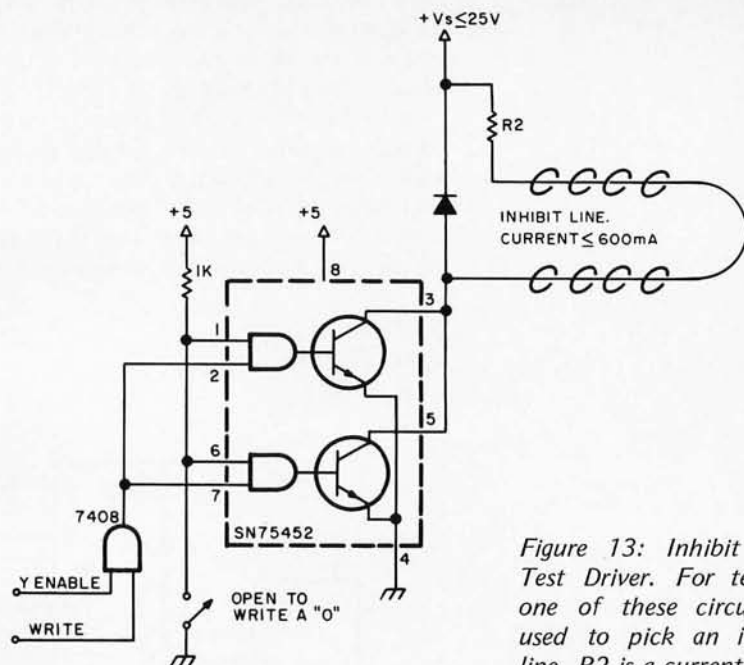 +Vs≤25V
R2
INHIBIT LINE.
CURRENT≤600mA
+5
+5
1K
8
3
1
2
5
6
7
7408
SN75452
4
Y ENABLE
WRITE
OPEN TO
WRITE A "0"
Figure 13: Inhibit
Test Driver. For
one of these
used to pick an
line. R2 is a current